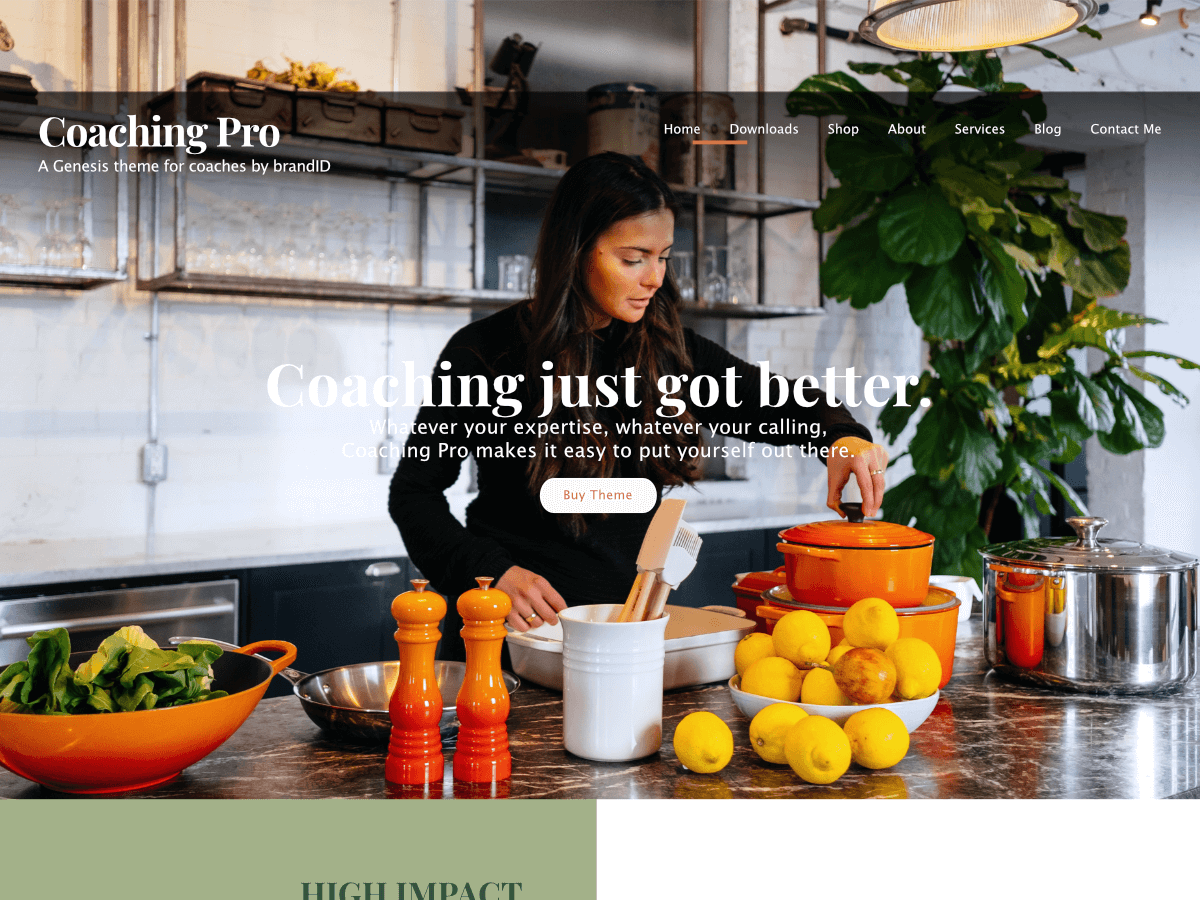 Coaching Pro
A Genesis theme for coaches by brandID
Home Downloads Shop About Services Blog Contact Me
Coaching just got better.
Whatever your expertise, whatever your calling,
Coaching Pro makes it easy to put yourself out there.
Buy Theme
HIGH IMPACT